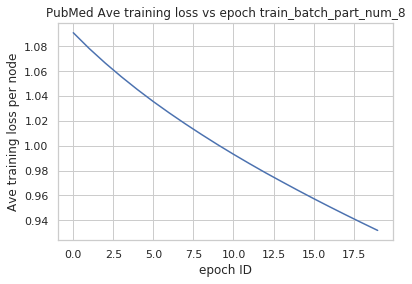 PubMed Ave training loss vs epoch train_batch_part_num_8
Ave training loss per node
1.08
1.06
1.04
1.02
1.00
0.98
0.96
0.94
0.0 2.5 5.0 7.5 10.0 12.5 15.0 17.5
epoch ID